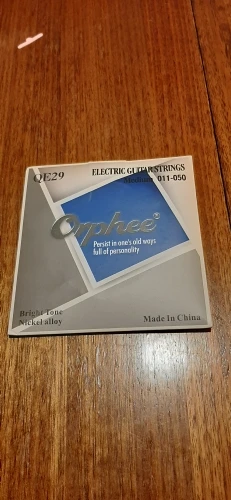 QE29
ELECTRIC GUITAR STRINGS
Medium 011-050
Orphee®
Persist in one's old ways
full of personality
Bright Tone
Nickel alloy
Made In China